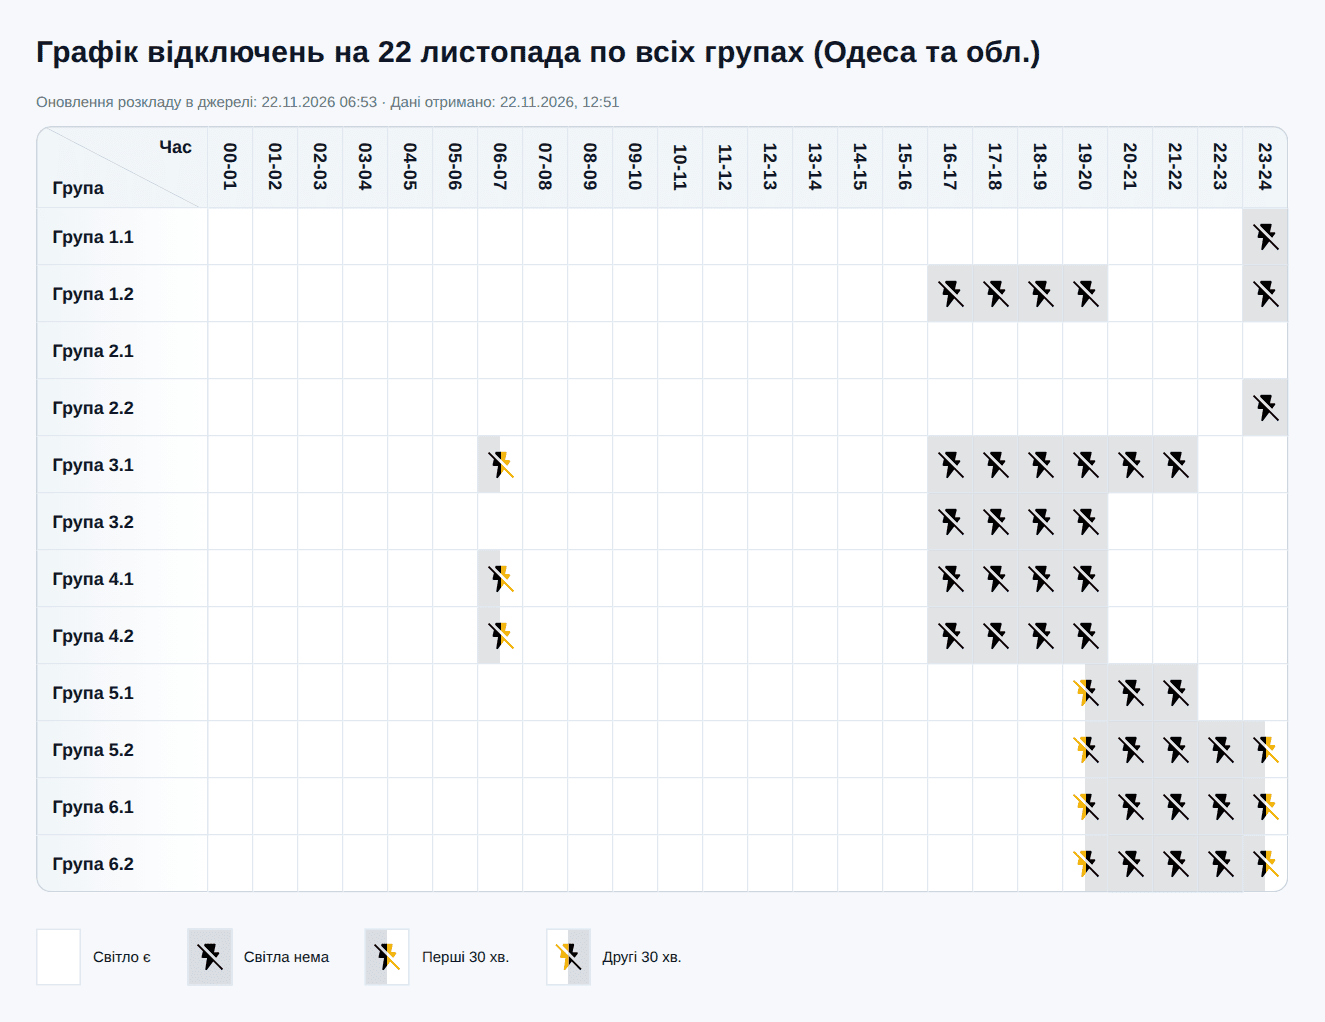 Графік відключень на 22 листопада по всіх групах (Одеса та обл.)
Оновлення розкладу в джерелі: 22.11.2026 06:53 · Дані отримано: 22.11.2026, 12:51
Час
Група
00-01
01-02
02-03
03-04
04-05
05-06
06-07
07-08
08-09
09-10
10-11
11-12
12-13
13-14
14-15
15-16
16-17
17-18
18-19
19-20
20-21
21-22
22-23
23-24
Група 1.1
Група 1.2
Група 2.1
Група 2.2
Група 3.1
Група 3.2
Група 4.1
Група 4.2
Група 5.1
Група 5.2
Група 6.1
Група 6.2
Світло є
Світла нема
Перші 30 хв.
Другі 30 хв.